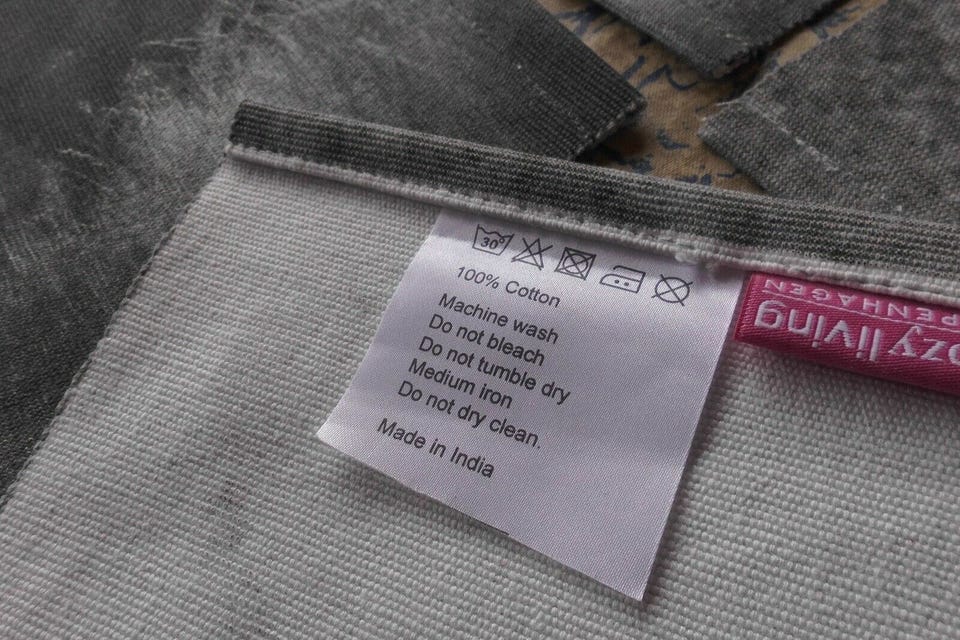 30°
100% Cotton
Machine wash
Do not bleach
Do not tumble dry
Medium iron
Do not dry clean.
Made in India
ozy living
PENHAGEN